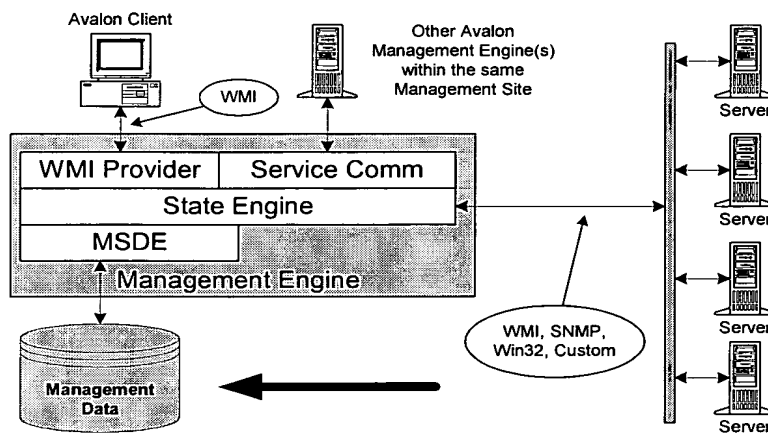 Avalon Client
Other Avalon
Management Engine(s)
within the same
Management Site
WMI
Server
WMI Provider
Service Comm
State Engine
MSDE
Management Engine
Server
Server
WMI, SNMP,
Win32, Custom
Management
Data
Server